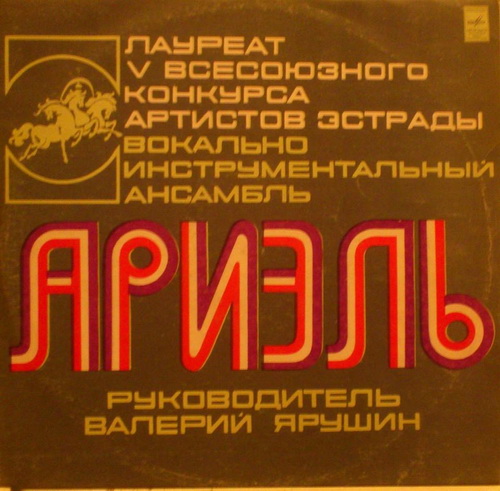 ЛАУРЕАТ
V ВСЕСОЮЗНОГО
КОНКУРСА
АРТИСТОВ ЭСТРАДЫ
ВОКАЛЬНО
ИНСТРУМЕНТАЛЬНЫЙ
АНСАМБЛЬ
АРИЭЛЬ
РУКОВОДИТЕЛЬ
ВАЛЕРИЙ ЯРУШИН